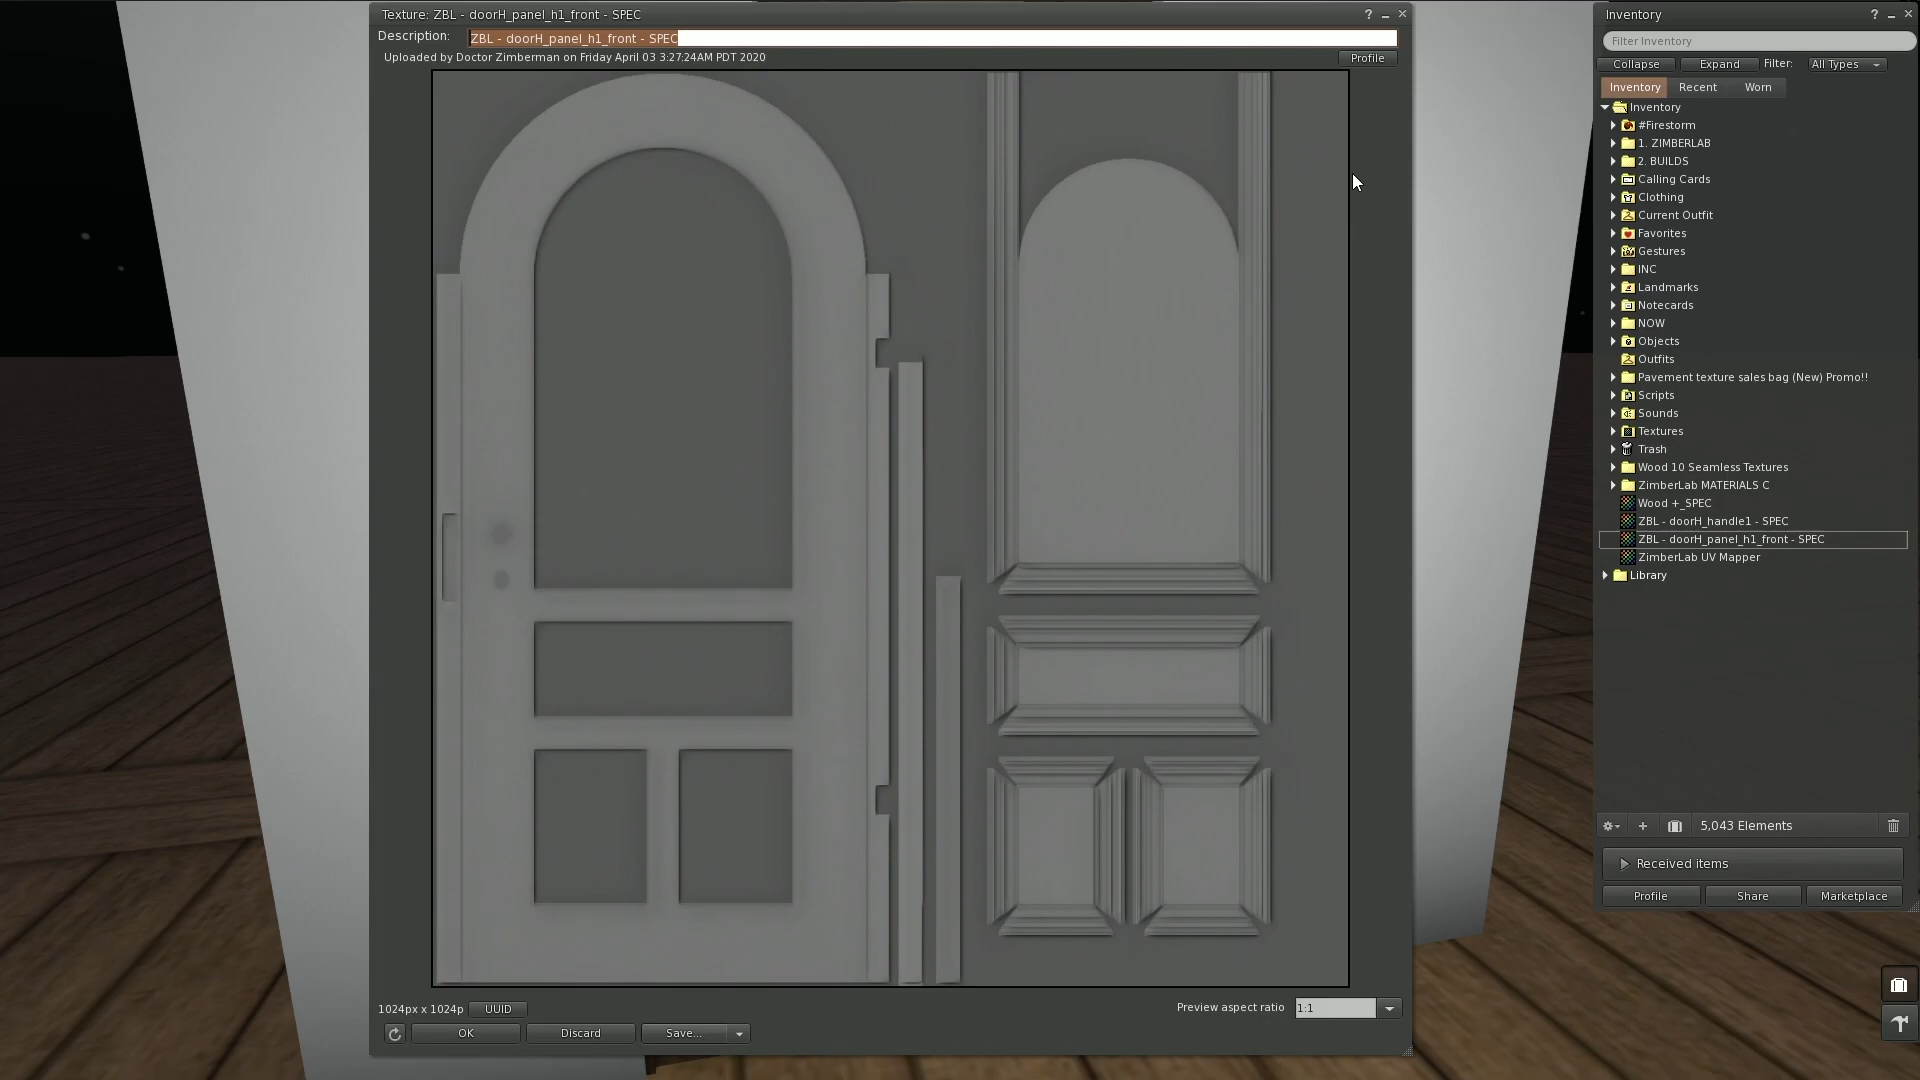 Texture: ZBL - doorH_panel_h1_front - SPEC
Description: ZBL - doorH_panel_h1_front - SPEC
Uploaded by Doctor Zimberman on Friday April 03 3:27:24AM PDT 2020
Profile
1024px x 1024p
UUID
Preview aspect ratio
1:1
OK
Discard
Save...
Inventory
Filter Inventory
Collapse
Expand
Filter:
All Types
Inventory
Recent
Worn
Inventory
#Firestorm
1. ZIMBERLAB
2. BUILDS
Calling Cards
Clothing
Current Outfit
Favorites
Gestures
INC
Landmarks
Notecards
NOW
Objects
Outfits
Pavement texture sales bag (New) Promo!!
Scripts
Sounds
Textures
Trash
Wood 10 Seamless Textures
ZimberLab MATERIALS C
Wood +_SPEC
ZBL - doorH_handle1 - SPEC
ZBL - doorH_panel_h1_front - SPEC
ZimberLab UV Mapper
Library
5,043 Elements
Received items
Profile
Share
Marketplace